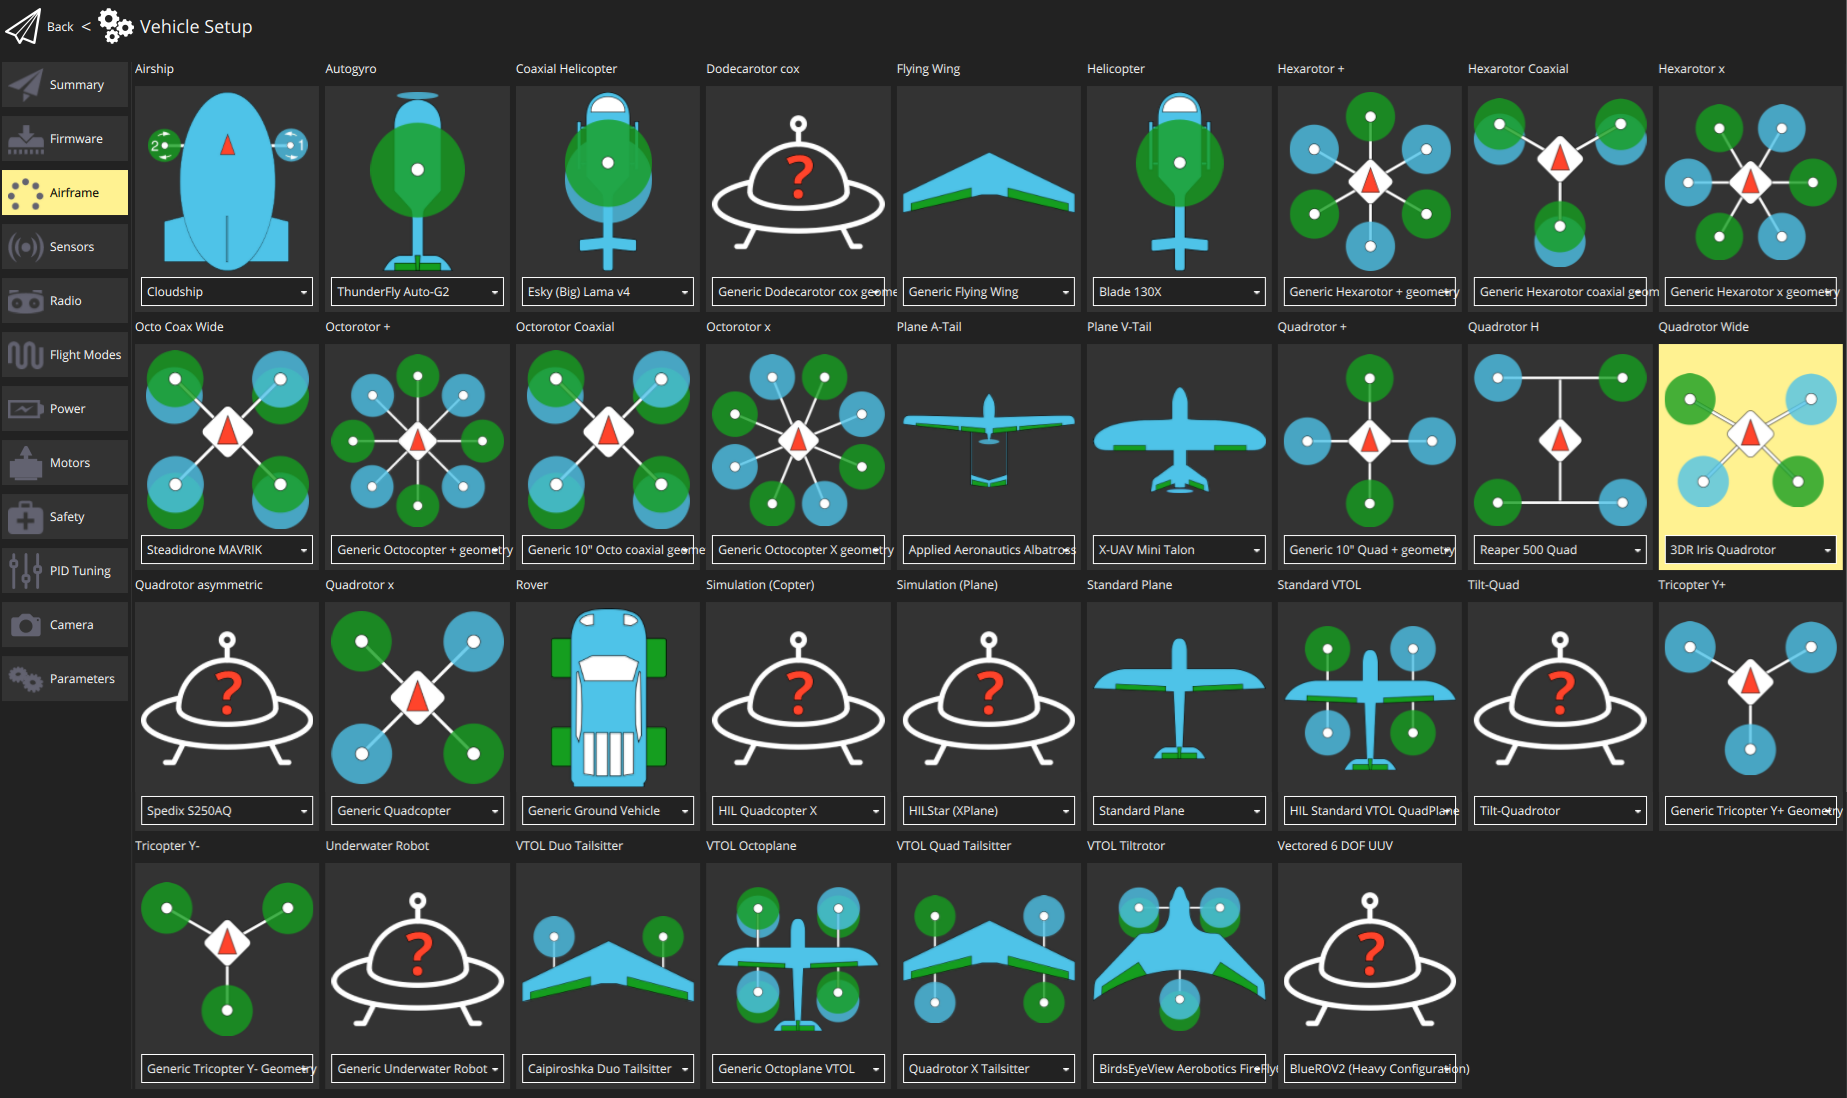 Back < Vehicle Setup
Summary
Firmware
Airframe
Sensors
Radio
Flight Modes
Power
Motors
Safety
PID Tuning
Camera
Parameters
Airship
Autogyro
Coaxial Helicopter
Dodecarotor cox
Flying Wing
Helicopter
Hexarotor +
Hexarotor Coaxial
Hexarotor x
2
1
?
Cloudship
ThunderFly Auto-G2
Esky (Big) Lama v4
Generic Dodecarotor cox geome
Generic Flying Wing
Blade 130X
Generic Hexarotor + geometry
Generic Hexarotor coaxial geom
Generic Hexarotor x geometry
Octo Coax Wide
Octorotor +
Octorotor Coaxial
Octorotor x
Plane A-Tail
Plane V-Tail
Quadrotor +
Quadrotor H
Quadrotor Wide
Steadidrone MAVRIK
Generic Octocopter + geometry
Generic 10" Octo coaxial geome
Generic Octocopter X geometry
Applied Aeronautics Albatross
X-UAV Mini Talon
Generic 10" Quad + geometry
Reaper 500 Quad
3DR Iris Quadrotor
Quadrotor asymmetric
Quadrotor x
Rover
Simulation (Copter)
Simulation (Plane)
Standard Plane
Standard VTOL
Tilt-Quad
Tricopter Y+
?
?
?
?
Spedix S250AQ
Generic Quadcopter
Generic Ground Vehicle
HIL Quadcopter X
HILStar (XPlane)
Standard Plane
HIL Standard VTOL QuadPlane
Tilt-Quadrotor
Generic Tricopter Y+ Geometry
Tricopter Y-
Underwater Robot
VTOL Duo Tailsitter
VTOL Octoplane
VTOL Quad Tailsitter
VTOL Tiltrotor
Vectored 6 DOF UUV
?
?
Generic Tricopter Y- Geometry
Generic Underwater Robot
Caipiroshka Duo Tailsitter
Generic Octoplane VTOL
Quadrotor X Tailsitter
BirdsEyeView Aerobotics FireFly
BlueROV2 (Heavy Configuration)